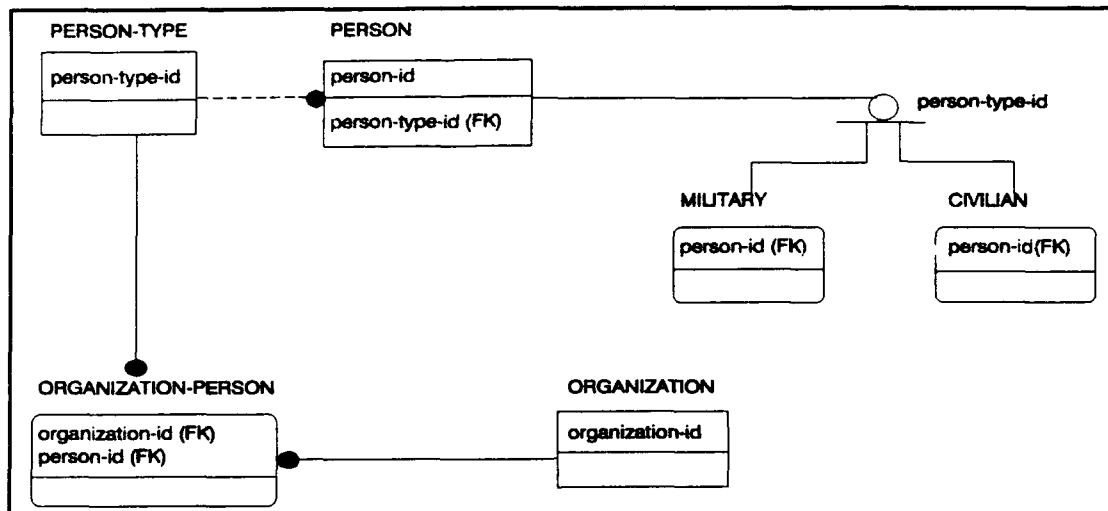 PERSON-TYPE
person-type-id
PERSON
person-id
person-type-id (FK)
person-type-id
MILITARY
person-id (FK)
CIVILIAN
person-id(FK)
ORGANIZATION-PERSON
organization-id (FK)
person-id (FK)
ORGANIZATION
organization-id